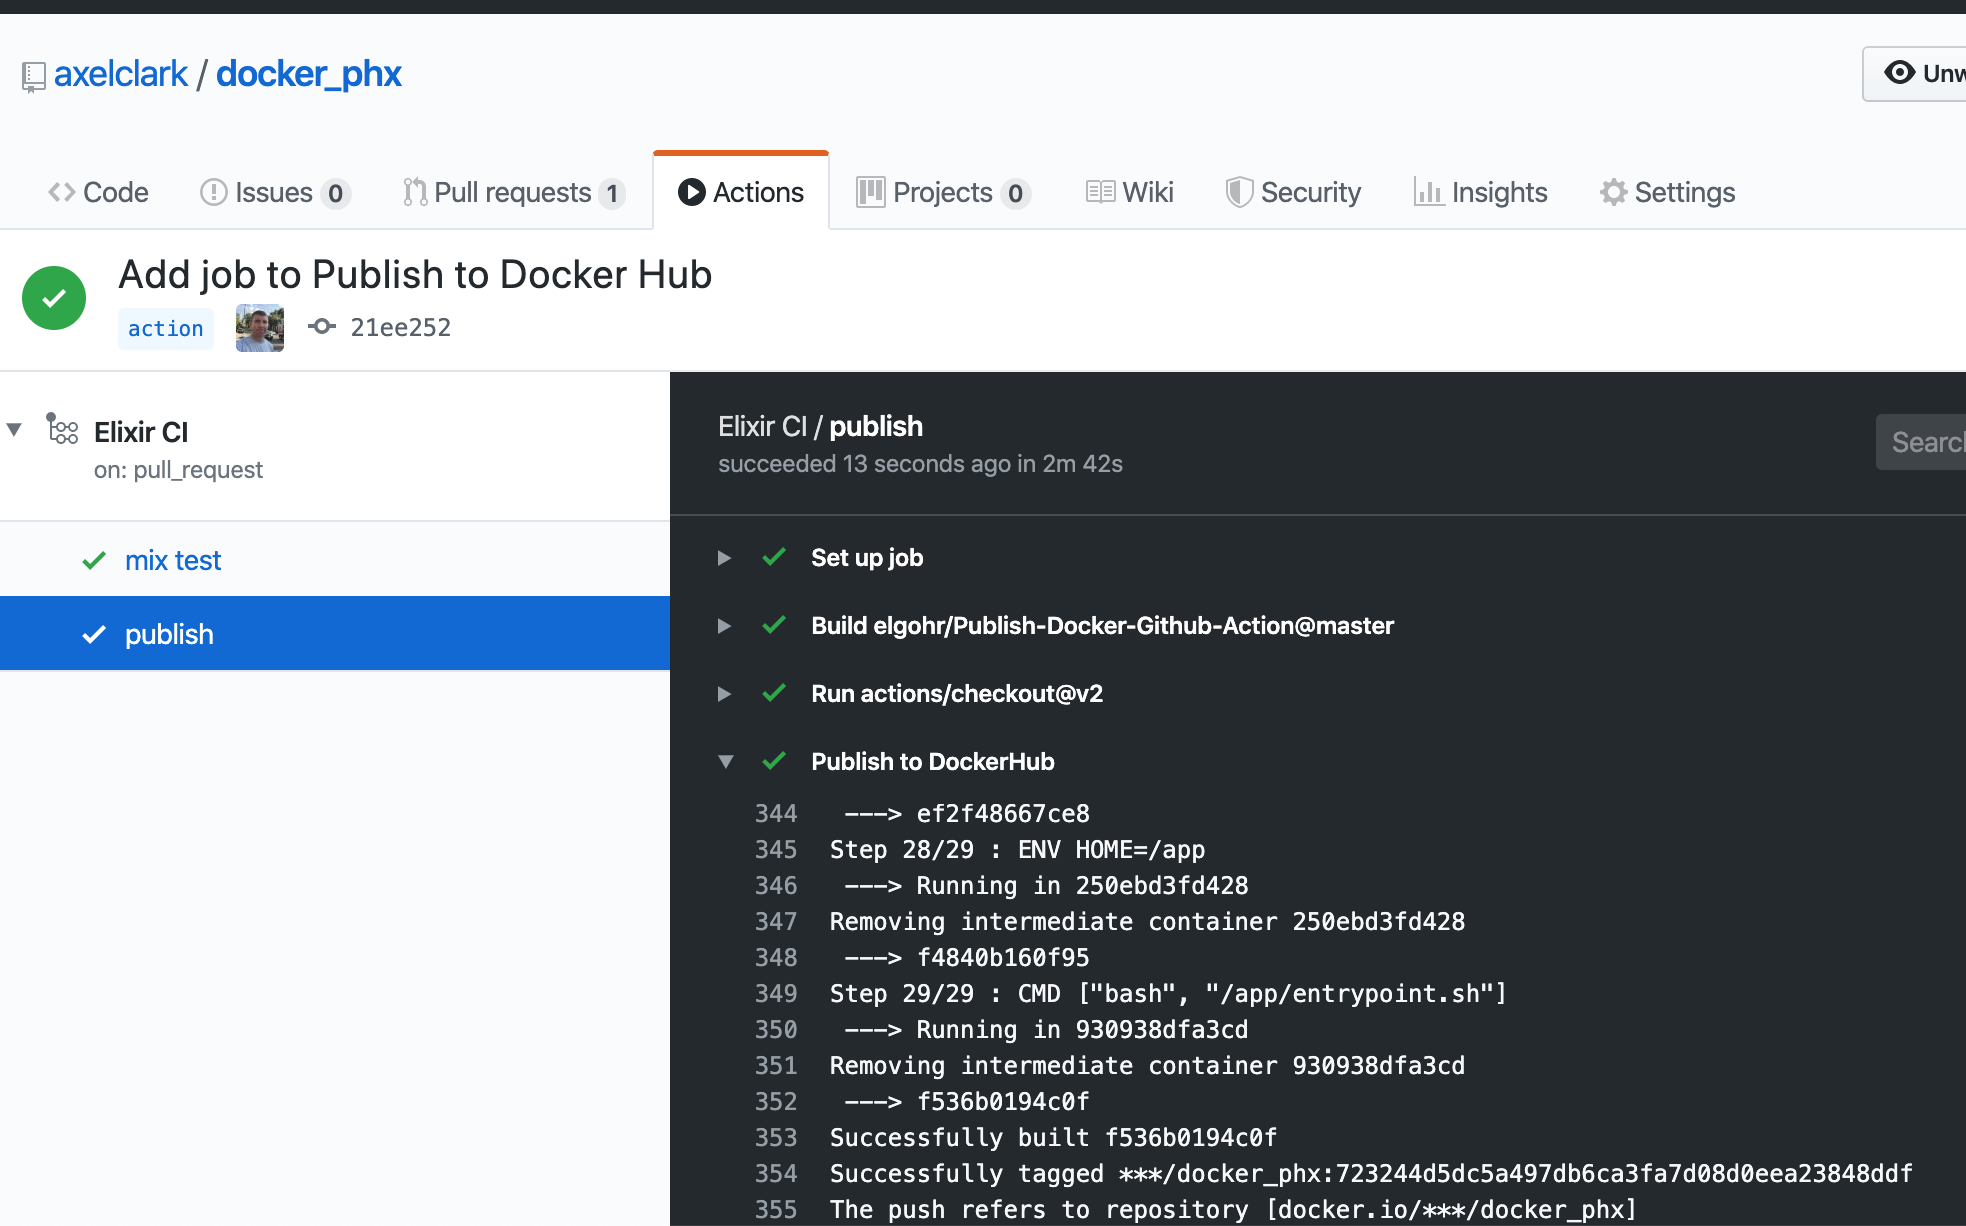 axelclark / docker_phx
Unw
Code Issues 0 Pull requests 1 Actions Projects 0 Wiki Security Insights Settings
Add job to Publish to Docker Hub
action 21ee252
Elixir CI
on: pull_request
mix test
publish
Elixir CI / publish
succeeded 13 seconds ago in 2m 42s
Search
Set up job
Build elgohr/Publish-Docker-Github-Action@master
Run actions/checkout@v2
Publish to DockerHub
344 ---> ef2f48667ce8
345 Step 28/29 : ENV HOME=/app
346 ---> Running in 250ebd3fd428
347 Removing intermediate container 250ebd3fd428
348 ---> f4840b160f95
349 Step 29/29 : CMD ["bash", "/app/entrypoint.sh"]
350 ---> Running in 930938dfa3cd
351 Removing intermediate container 930938dfa3cd
352 ---> f536b0194c0f
353 Successfully built f536b0194c0f
354 Successfully tagged ***/docker_phx:723244d5dc5a497db6ca3fa7d08d0eea23848ddf
355 The push refers to repository [docker.io/***/docker_phx]